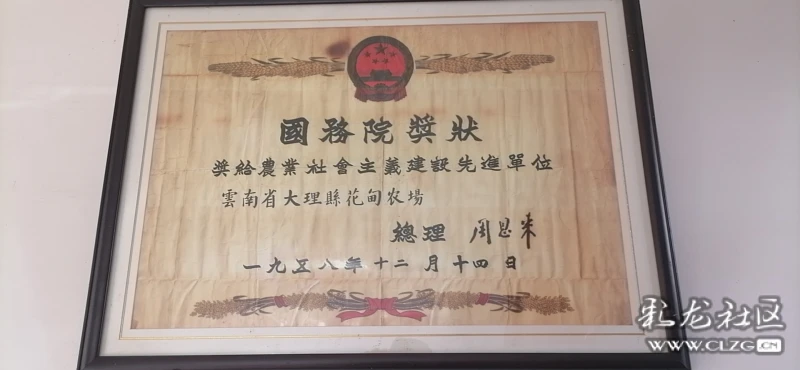 國務院獎狀
獎給農業社會主義建設先進單位
雲南省大理縣花甸农場
總理 周恩来
一九五八年十二月十四日
彩龙社区
WWW.CLZG.CN